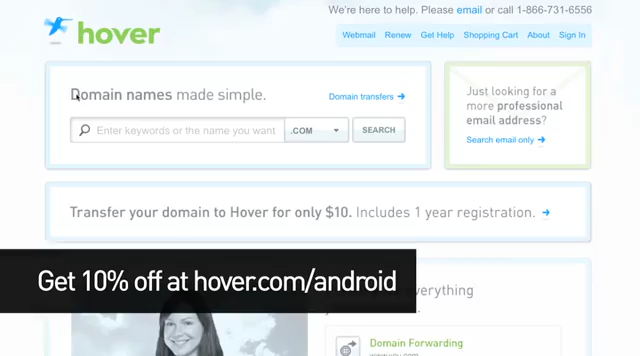 We're here to help. Please email or call 1-866-731-6556
hover
Webmail Renew Get Help Shopping Cart About Sign In
Domain names made simple.
Domain transfers
Enter keywords or the name you want
.COM
SEARCH
Just looking for a
more professional
email address?
Search email only
Transfer your domain to Hover for only $10. Includes 1 year registration.
Get 10% off at hover.com/android
everything
Domain Forwarding